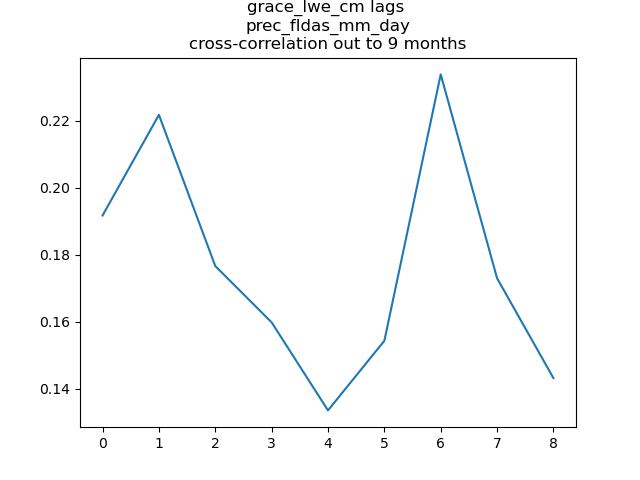 grace_lwe_cm lags
prec_fldas_mm_day
cross-correlation out to 9 months
0.22
0.20
0.18
0.16
0.14
0 1 2 3 4 5 6 7 8